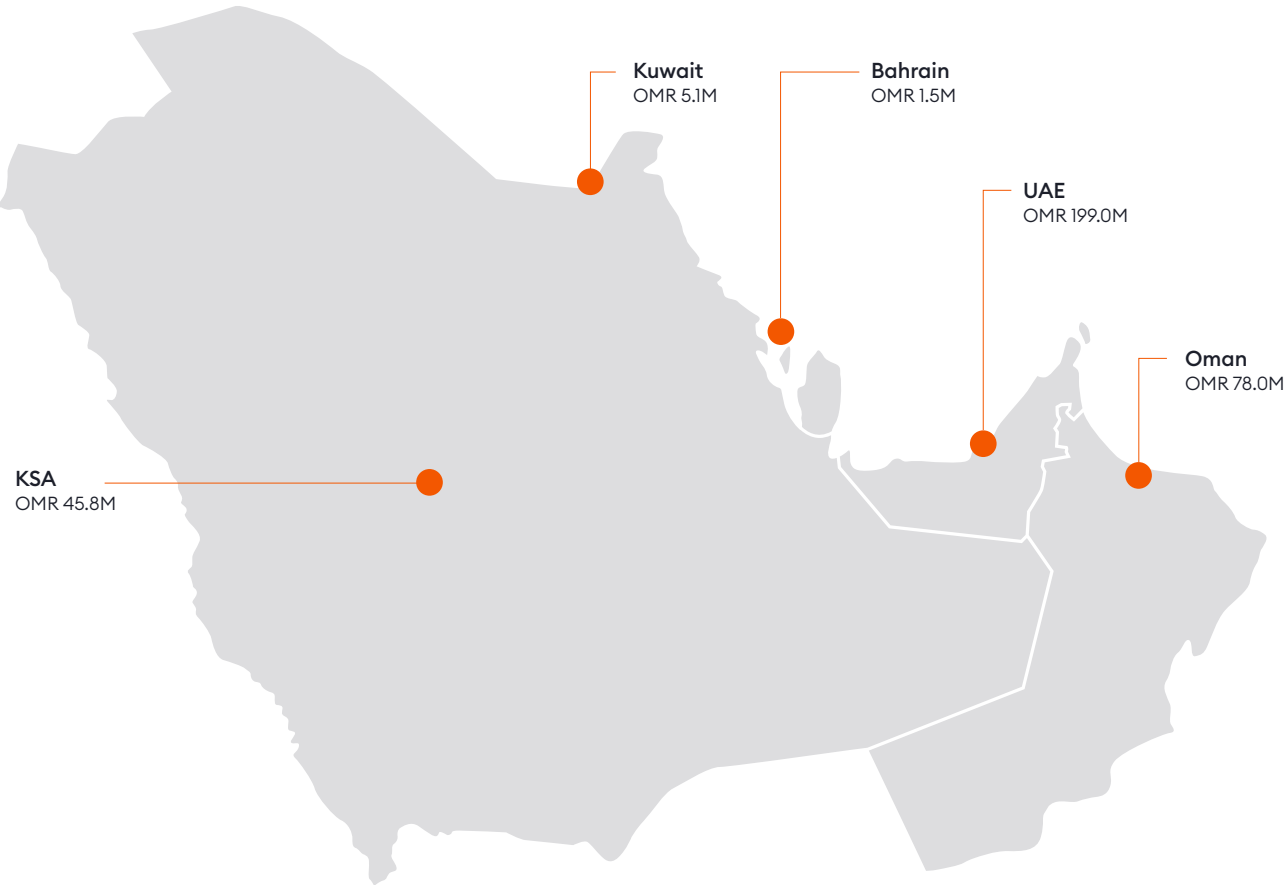 Kuwait
OMR 5.1M
Bahrain
OMR 1.5M
UAE
OMR 199.0M
Oman
OMR 78.0M
KSA
OMR 45.8M